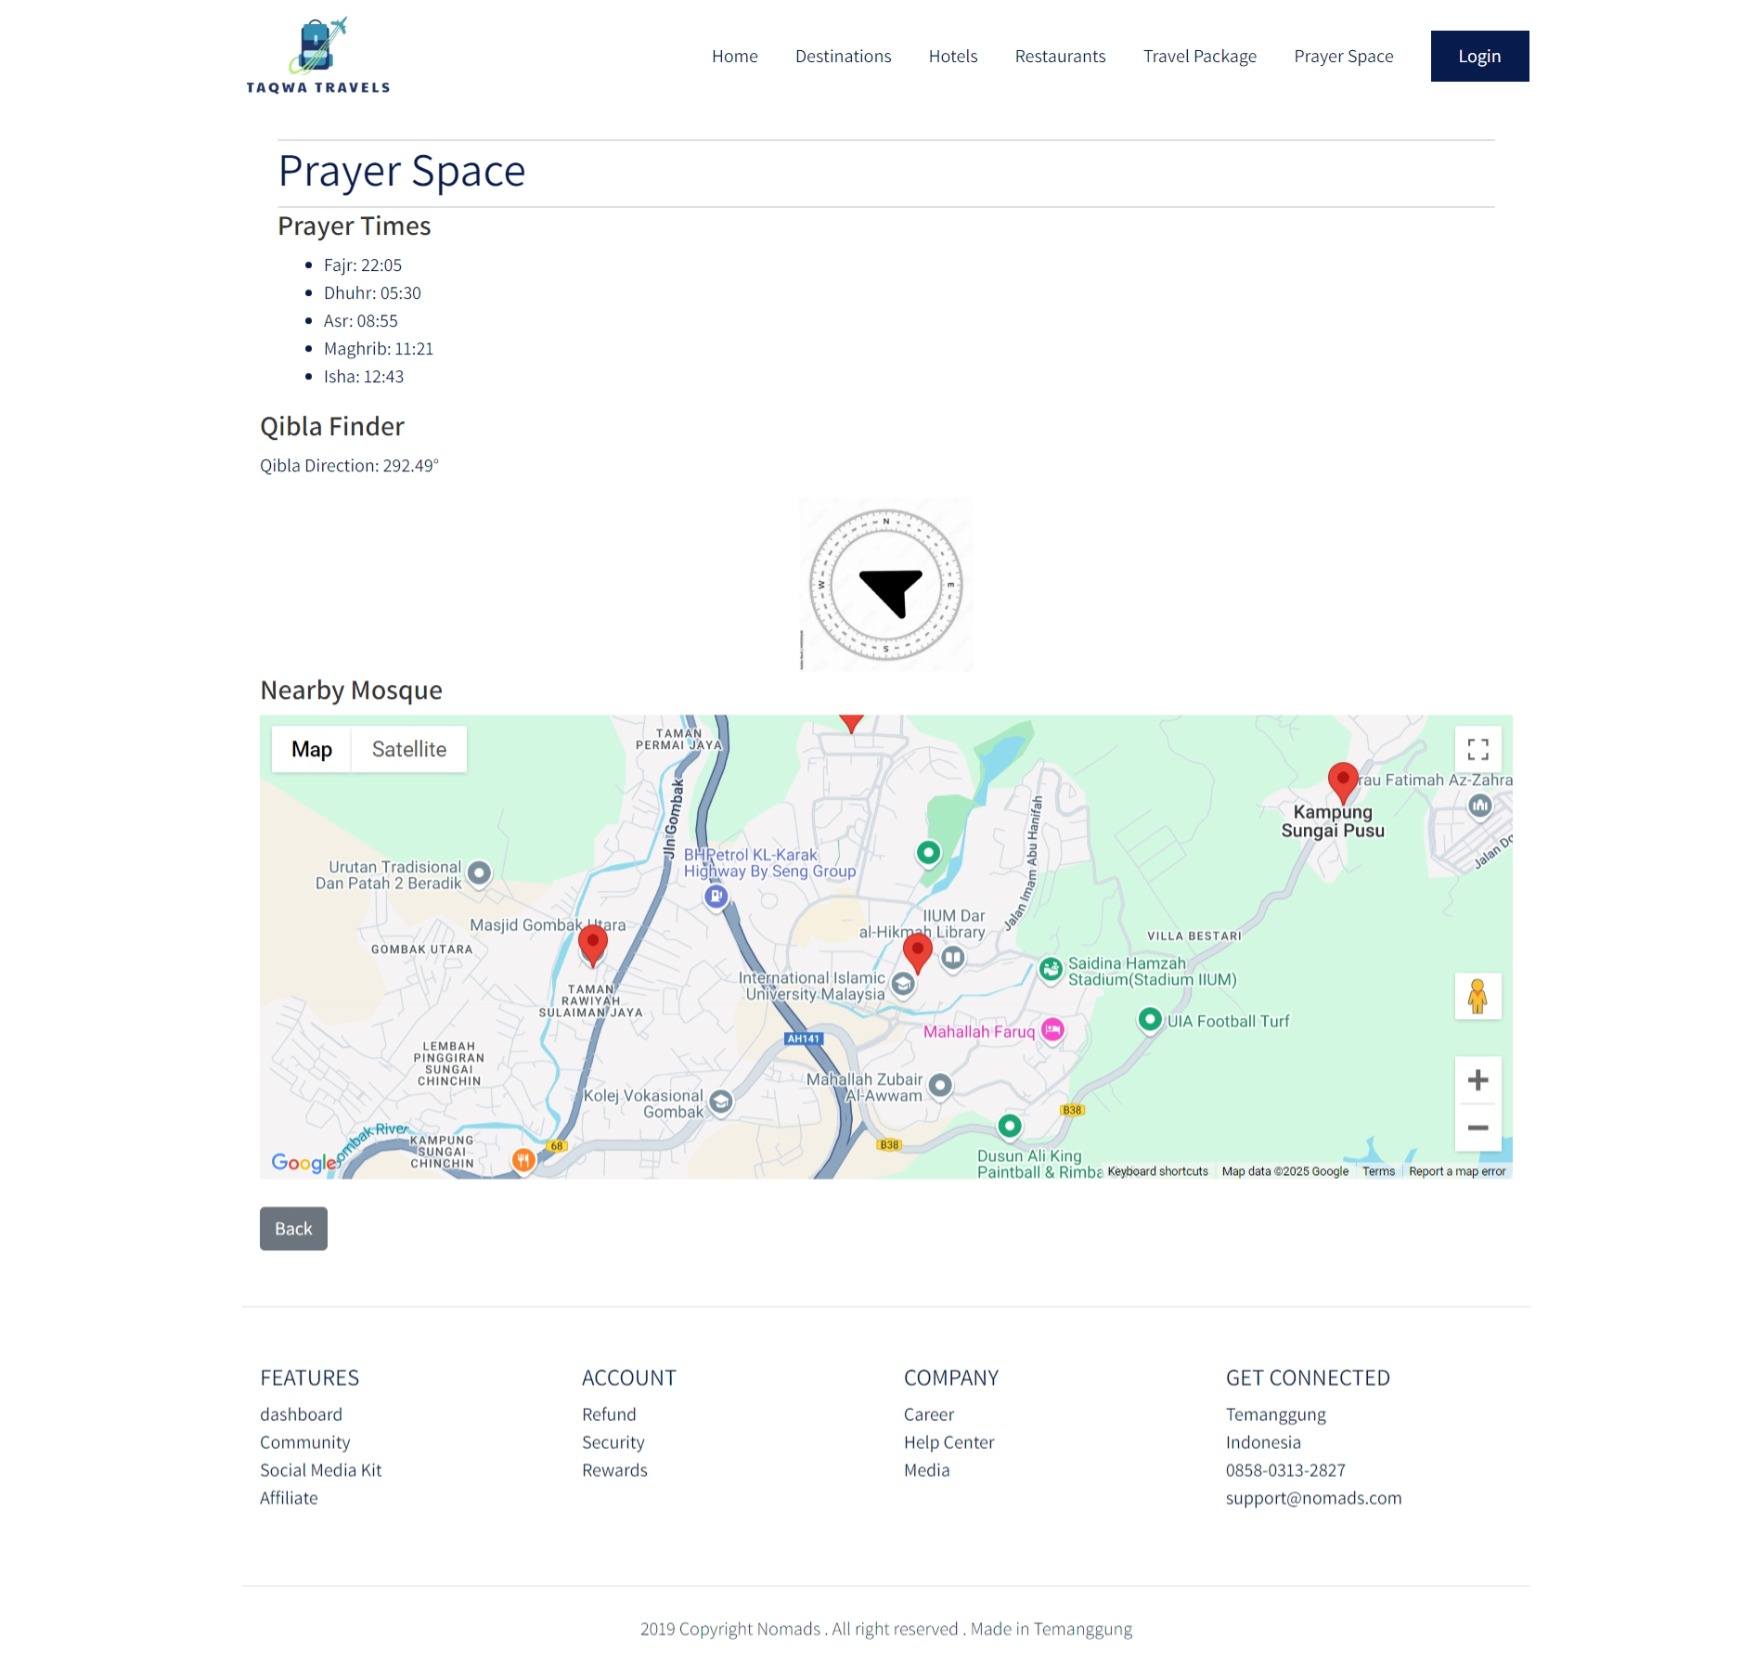 TAQWA TRAVELS
Home Destinations Hotels Restaurants Travel Package Prayer Space Login
Prayer Space
Prayer Times
Fajr: 22:05
Dhuhr: 05:30
Asr: 08:55
Maghrib: 11:21
Isha: 12:43
Qibla Finder
Qibla Direction: 292.49°
N
W
E
S
Nearby Mosque
Map Satellite
TAMAN
PERMAI JAYA
Jln Gombak
BHPetrol KL-Karak
Highway By Seng Group
Urutan Tradisional
Dan Patah 2 Beradik
Masjid Gombak Utara
GOMBAK UTARA
TAMAN
RAWIYAH
SULAIMAN JAYA
LEMBAH
PINGGIRAN
SUNGAI
CHINCHIN
Jalan Imam Abu Hanifah
IIUM Dar
al-Hikmah Library
International Islamic
University Malaysia
Saidina Hamzah
Stadium(Stadium IIUM)
UIA Football Turf
VILLA BESTARI
rau Fatimah Az-Zahra
Kampung
Sungai Pusu
Jalan
Mahallah Faruq
AH141
Mahallah Zubair
Al-Awwam
Kolej Vokasional
Gombak
B38
B38
68
ombak River
KAMPUNG
SUNGAI
CHINCHIN
Dusun Ali King
Paintball & Rimba
Google
Keyboard shortcuts Map data ©2025 Google Terms Report a map error
Back
FEATURES
dashboard
Community
Social Media Kit
Affiliate
ACCOUNT
Refund
Security
Rewards
COMPANY
Career
Help Center
Media
GET CONNECTED
Temanggung
Indonesia
0858-0313-2827
support@nomads.com
2019 Copyright Nomads . All right reserved . Made in Temanggung